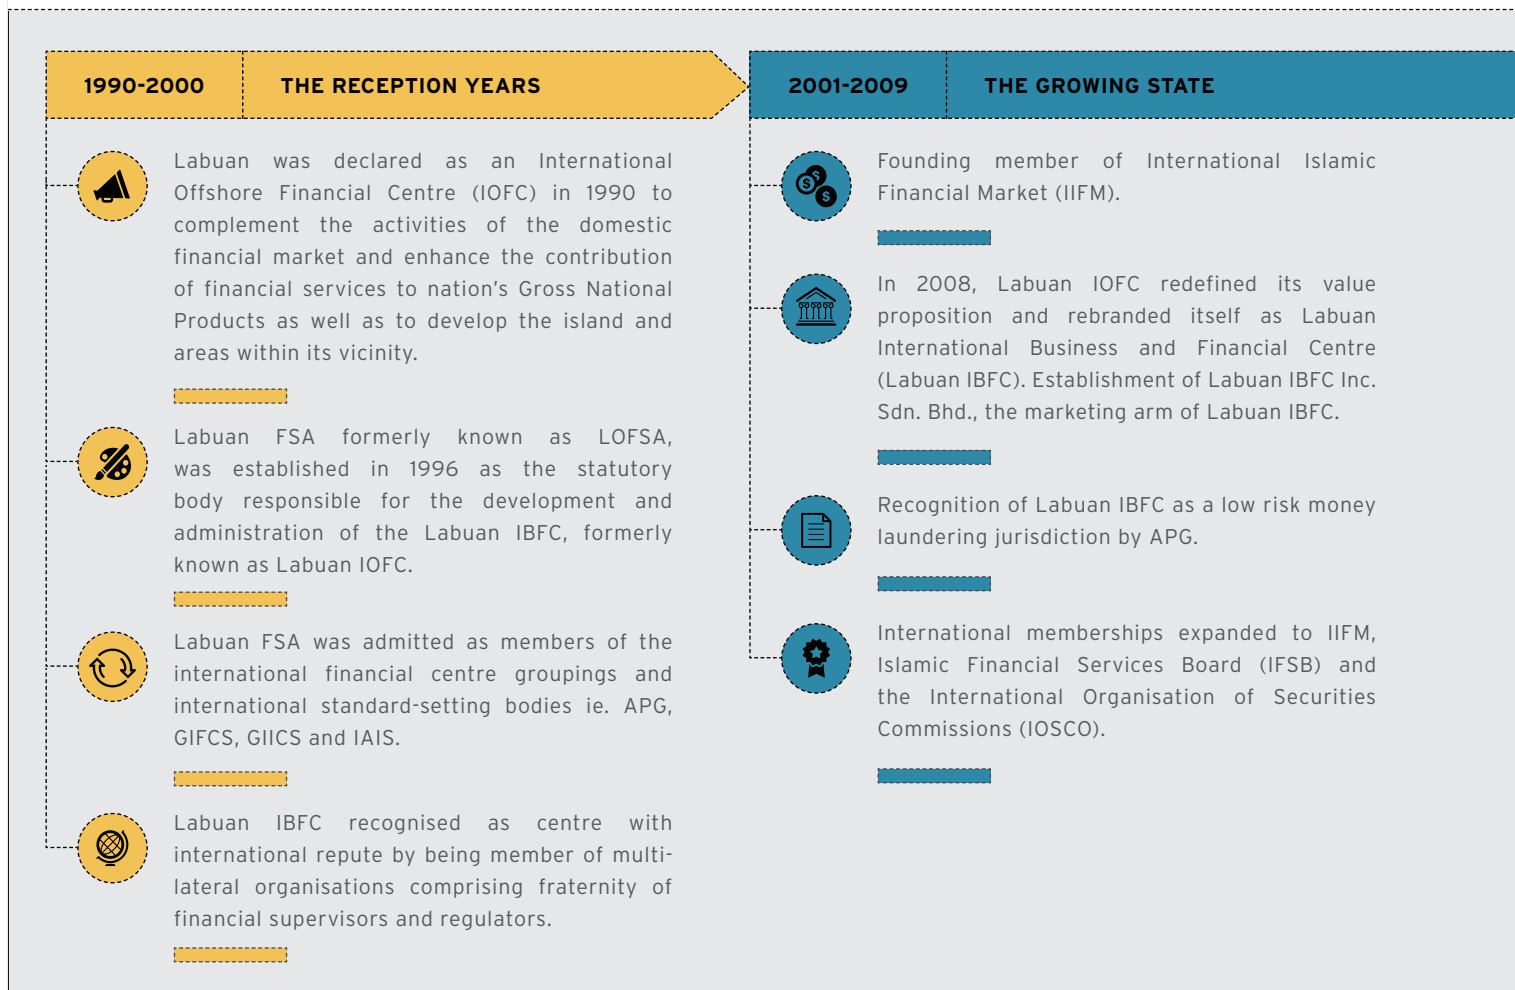 1990-2000
THE RECEPTION YEARS
Labuan was declared as an International
Offshore Financial Centre (IOFC) in 1990 to
complement the activities of the domestic
financial market and enhance the contribution
of financial services to nation's Gross National
Products as well as to develop the island and
areas within its vicinity.
Labuan FSA formerly known as LOFSA,
was established in 1996 as the statutory
body responsible for the development and
administration of the Labuan IBFC, formerly
known as Labuan IOFC.
Labuan FSA was admitted as members of the
international financial centre groupings and
international standard-setting bodies ie. APG,
GIFCS, GIICS and IAIS.
Labuan IBFC recognised as centre with
international repute by being member of multi-
lateral organisations comprising fraternity of
financial supervisors and regulators.
2001-2009
THE GROWING STATE
Founding member of International Islamic
Financial Market (IIFM).
In 2008, Labuan IOFC redefined its value
proposition and rebranded itself as Labuan
International Business and Financial Centre
(Labuan IBFC). Establishment of Labuan IBFC Inc.
Sdn. Bhd., the marketing arm of Labuan IBFC.
Recognition of Labuan IBFC as a low risk money
laundering jurisdiction by APG.
International memberships expanded to IIFM,
Islamic Financial Services Board (IFSB) and
the International Organisation of Securities
Commissions (IOSCO).